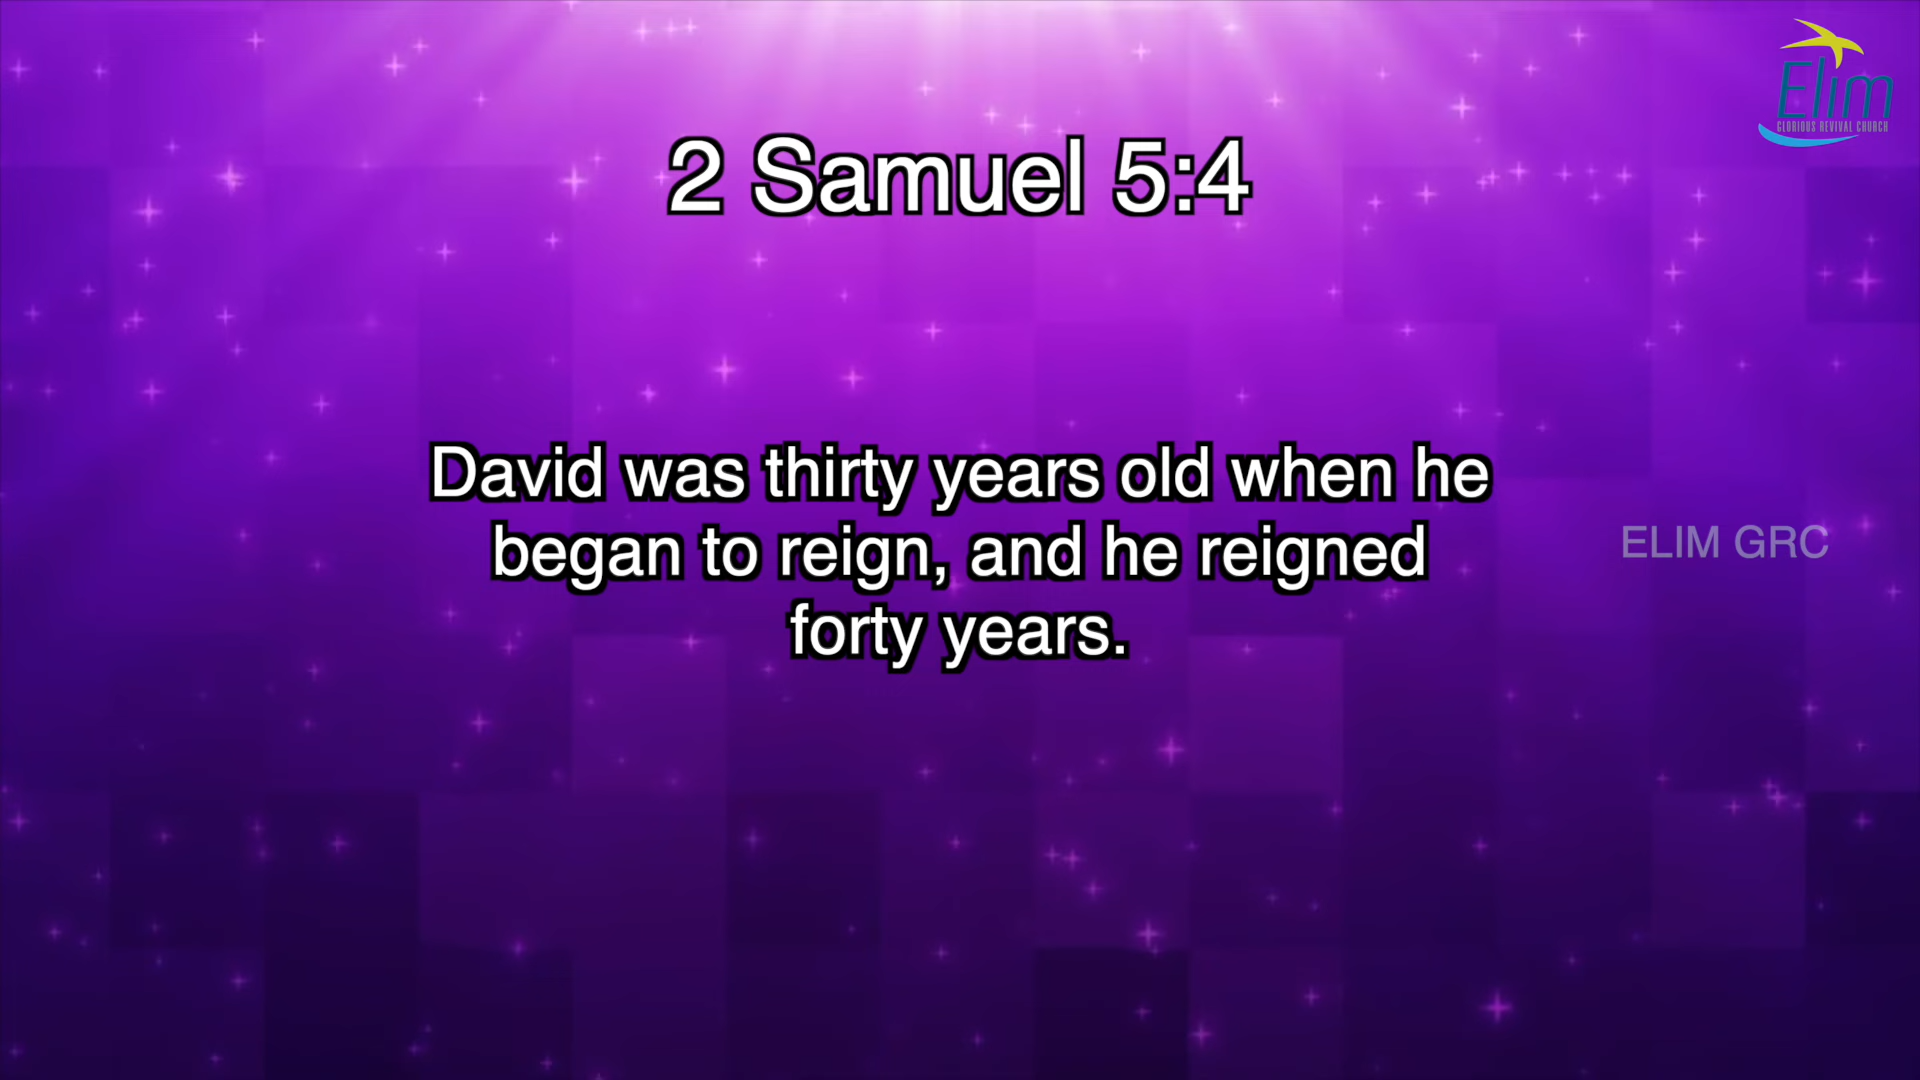 Elim
GLORIOUS REVIVAL CHURCH
2 Samuel 5:4
David was thirty years old when he
began to reign, and he reigned
forty years.
ELIM GRC